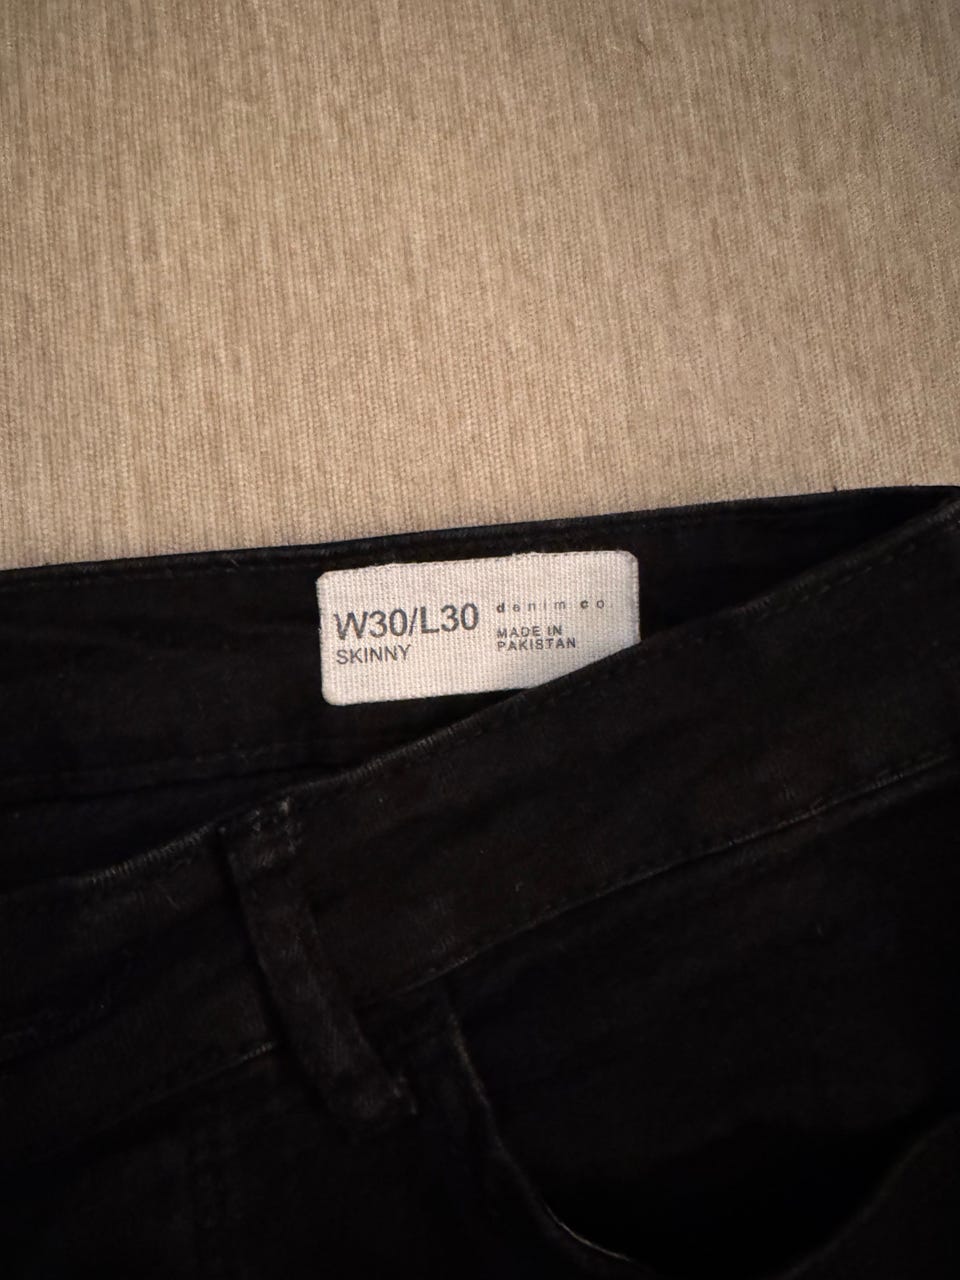 W30/L30
SKINNY
denim co
MADE IN
PAKISTAN